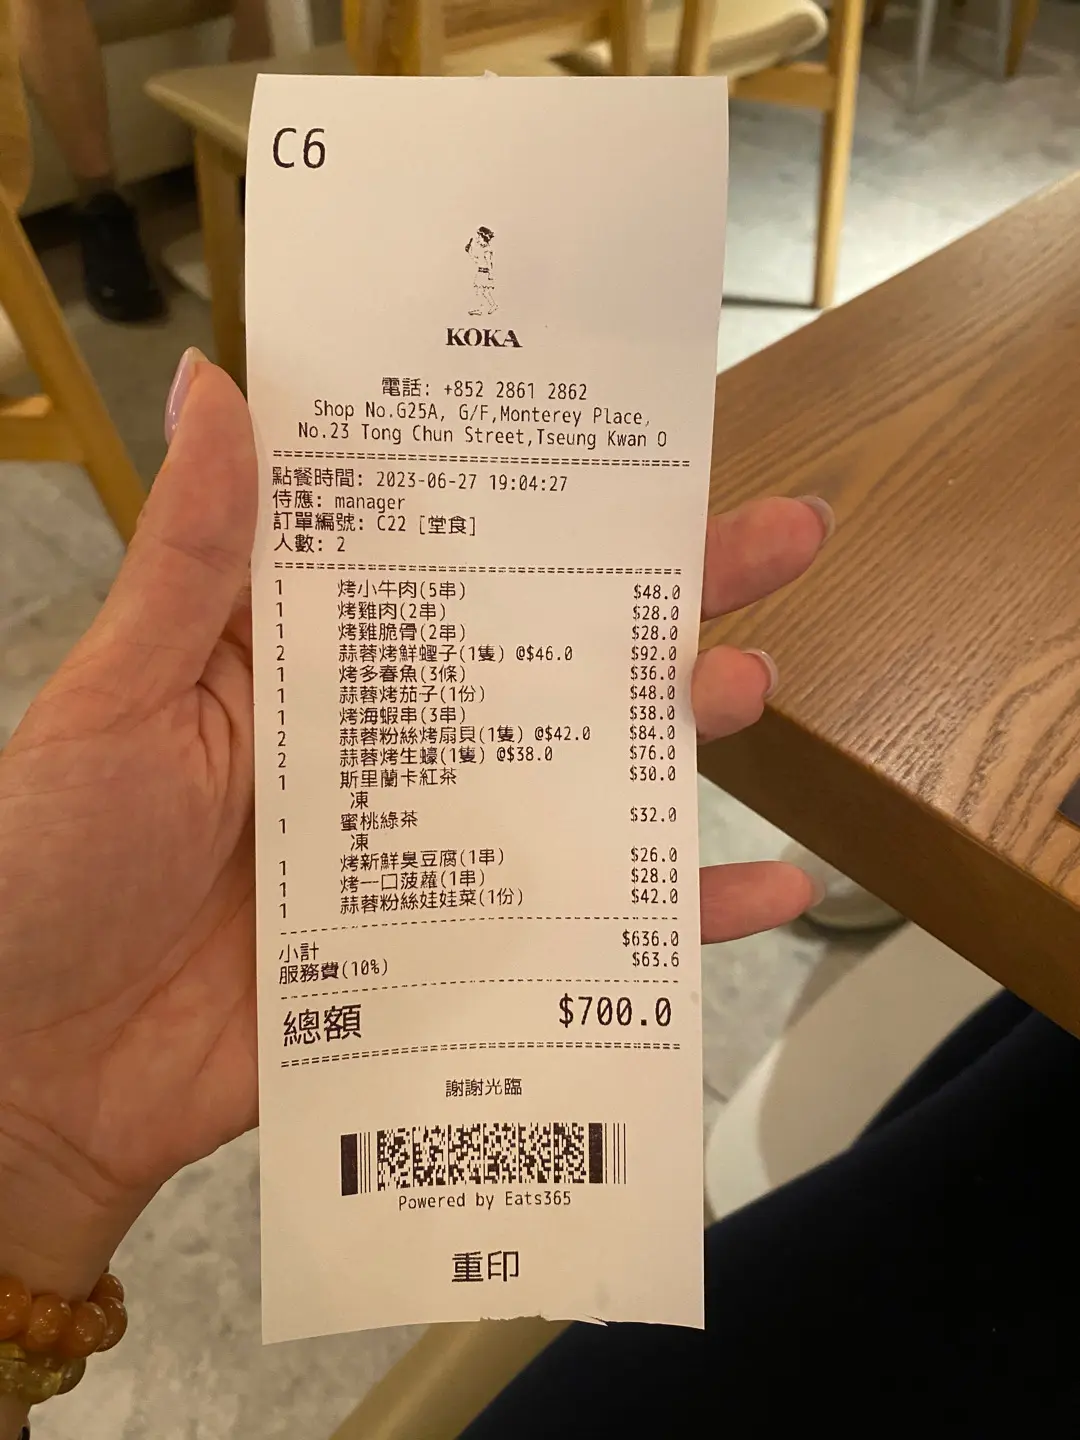 C6
KOKA
電話: +852 2861 2862
Shop No.G25A, G/F,Monterey Place,
No.23 Tong Chun Street,Tseung Kwan O
點餐時間: 2023-06-27 19:04:27
侍應: manager
訂單編號: C22 [堂食]
人數: 2
1 烤小牛肉(5串) $48.0
1 烤雞肉(2串) $28.0
1 烤雞脆骨(2串) $28.0
2 蒜蓉烤鮮蟶子(1隻) @$46.0 $92.0
1 烤多春魚(3條) $36.0
1 蒜蓉烤茄子(1份) $48.0
1 烤海蝦串(3串) $38.0
2 蒜蓉粉絲烤扇貝(1隻) @$42.0 $84.0
2 蒜蓉烤生蠔(1隻) @$38.0 $76.0
1 斯里蘭卡紅茶 $30.0
凍
1 蜜桃綠茶 $32.0
凍
1 烤新鮮臭豆腐(1串) $26.0
1 烤一口菠蘿(1串) $28.0
1 蒜蓉粉絲娃娃菜(1份) $42.0
小計 $636.0
服務費(10%) $63.6
總額 $700.0
謝謝光臨
Powered by Eats365
重印